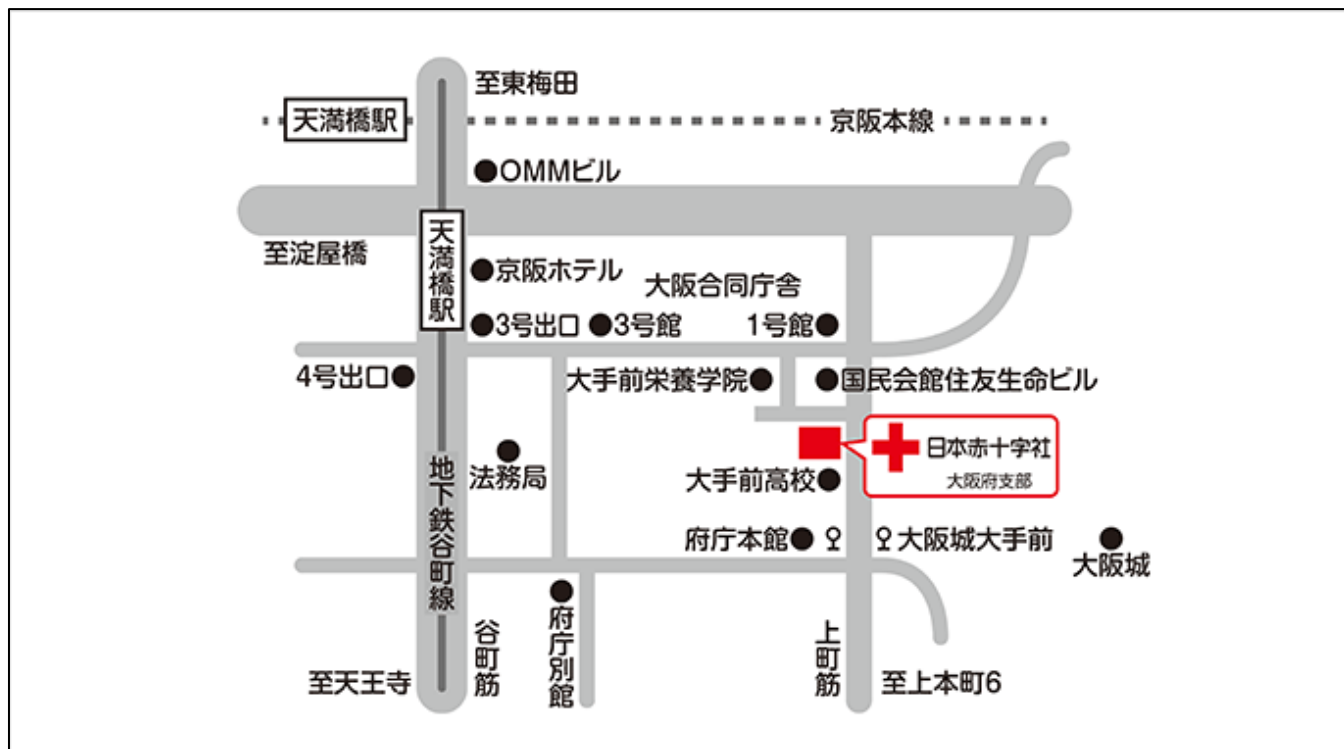 至東梅田
天満橋駅
京阪本線
OMMビル
至淀屋橋
天満橋駅
京阪ホテル
大阪合同庁舎
3号出口
3号館
1号館
4号出口
大手前栄養学院
国民会館住友生命ビル
日本赤十字社
大阪府支部
法務局
大手前高校
地下鉄谷町線
府庁本館
大阪城大手前
大阪城
谷町筋
府庁別館
上町筋
至天王寺
至上本町6